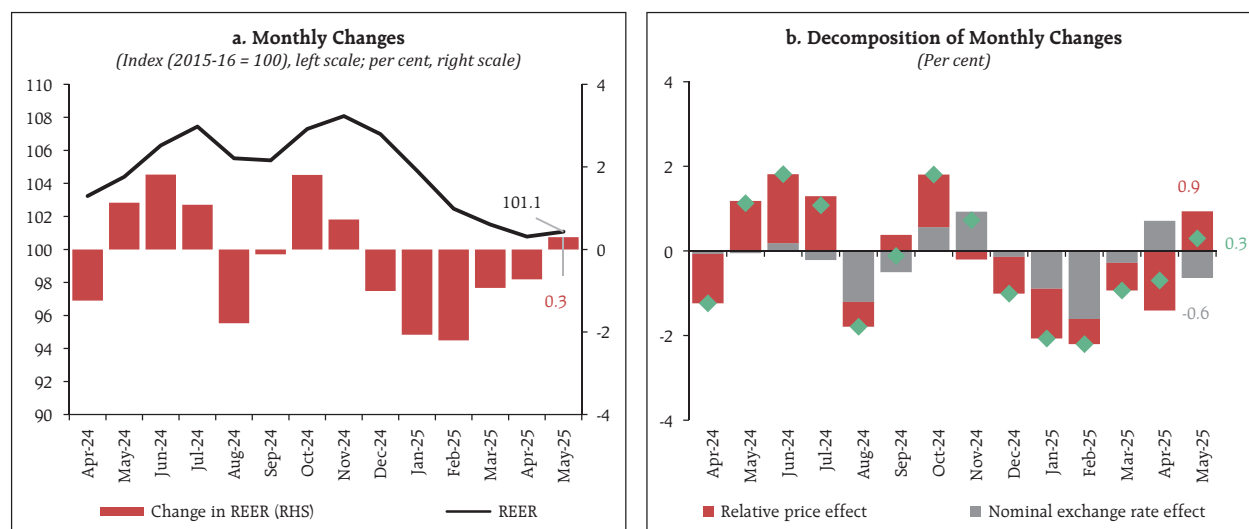 a. Monthly Changes
(Index (2015-16 = 100), left scale; per cent, right scale)
110
108
106
104
102
100
98
96
94
92
90
4
2
0
-2
-4
101.1
0.3
Apr-24
May-24
Jun-24
Jul-24
Aug-24
Sep-24
Oct-24
Nov-24
Dec-24
Jan-25
Feb-25
Mar-25
Apr-25
May-25
Change in REER (RHS)
REER
b. Decomposition of Monthly Changes
(Per cent)
4
2
0
-2
-4
0.9
0.3
-0.6
Apr-24
May-24
Jun-24
Jul-24
Aug-24
Sep-24
Oct-24
Nov-24
Dec-24
Jan-25
Feb-25
Mar-25
Apr-25
May-25
Relative price effect
Nominal exchange rate effect